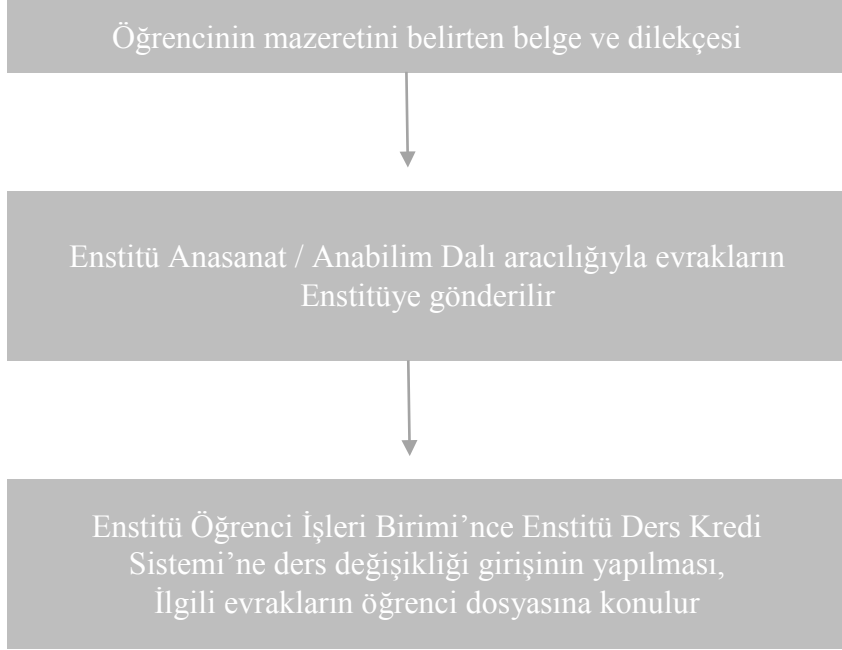 Öğrencinin mazeretini belirten belge ve dilekçesi
Enstitü Anasanat / Anabilim Dalı aracılığıyla evrakların
Enstitüye gönderilir
Enstitü Öğrenci İşleri Birimi’nce Enstitü Ders Kredi
Sistemi’ne ders değişikliği girişinin yapılması,
İlgili evrakların öğrenci dosyasına konulur